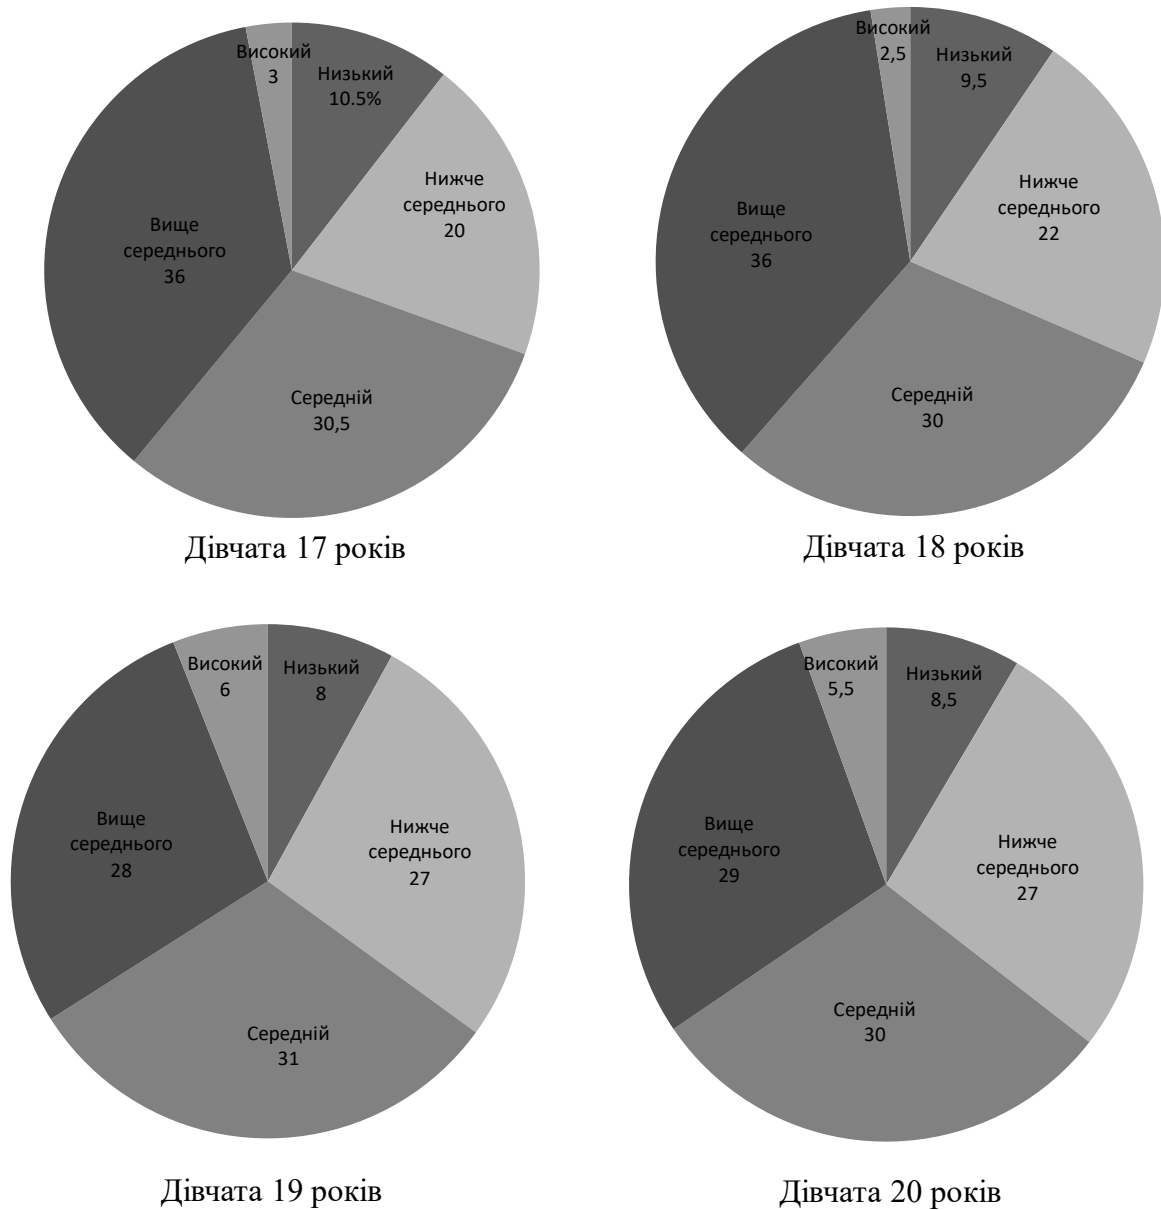 Високий
3
Низький
10.5%
Нижче
середнього
20
Середній
30,5
Вище
середнього
36
Дівчата 17 років
Високий
2,5
Низький
9,5
Нижче
середнього
22
Середній
30
Вище
середнього
36
Дівчата 18 років
Високий
6
Низький
8
Нижче
середнього
27
Середній
31
Вище
середнього
28
Дівчата 19 років
Високий
5,5
Низький
8,5
Нижче
середнього
27
Середній
30
Вище
середнього
29
Дівчата 20 років